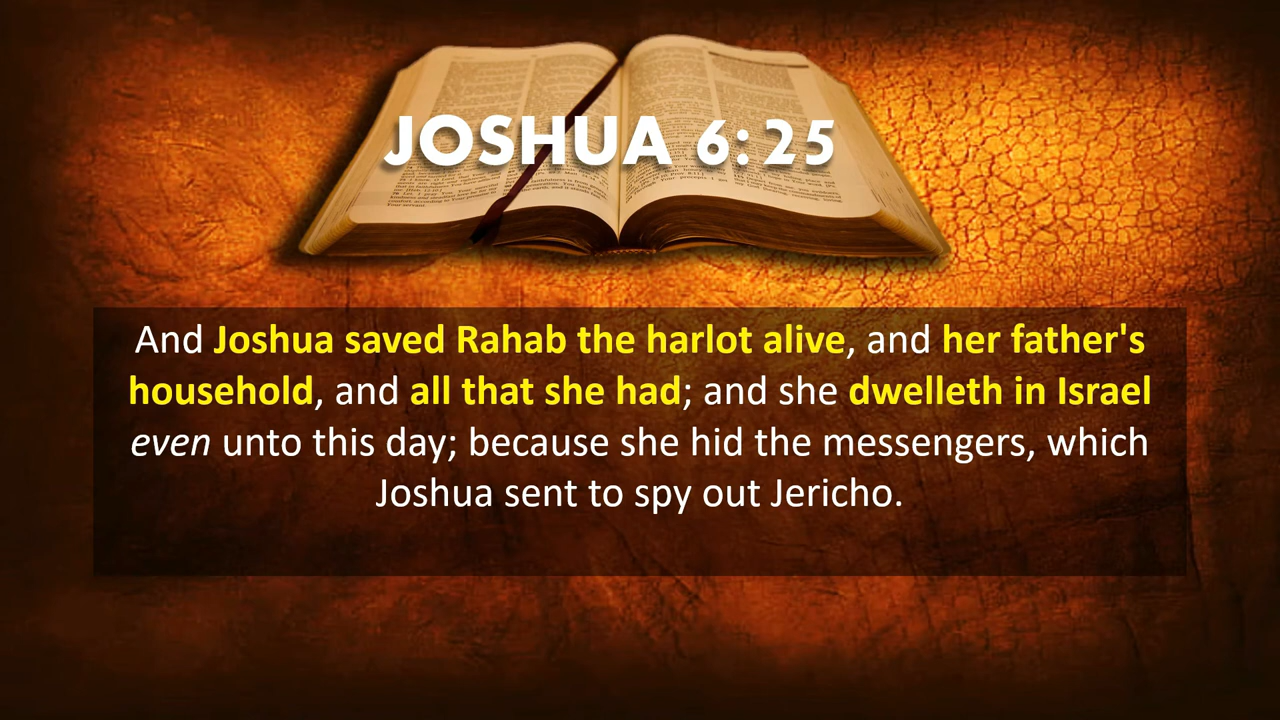 JOSHUA 6:25
And Joshua saved Rahab the harlot alive, and her father's
household, and all that she had; and she dwelleth in Israel
even unto this day; because she hid the messengers, which
Joshua sent to spy out Jericho.